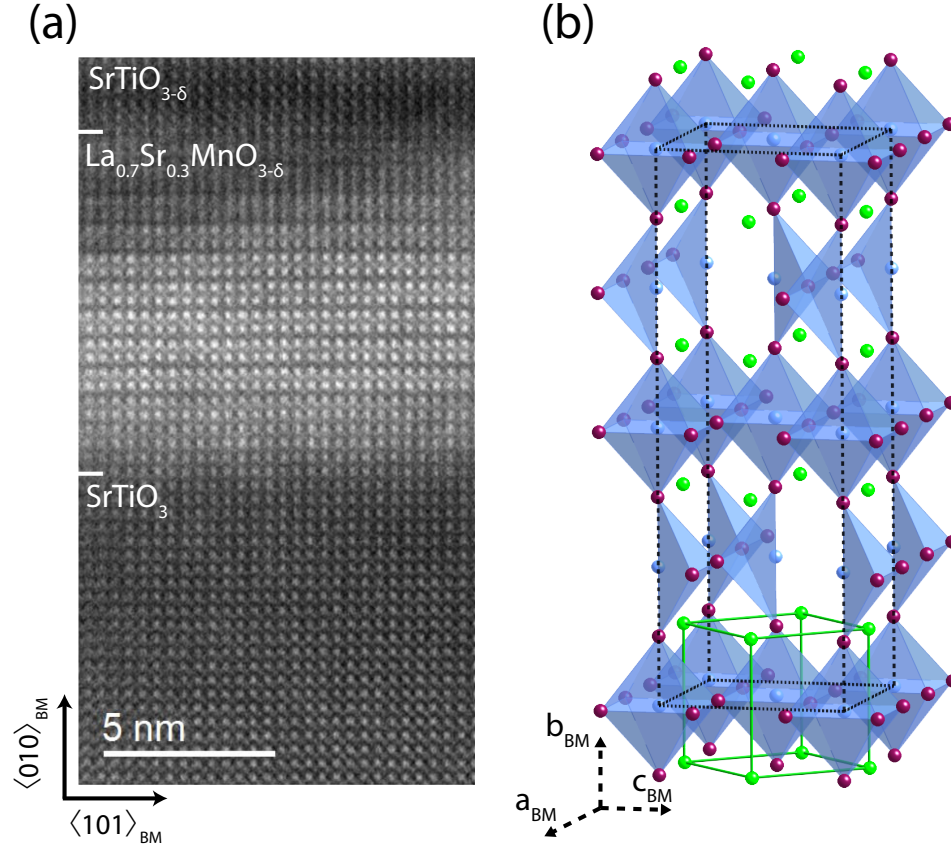 (a)
(b)
SrTiO₃₋δ
La₀.₇Sr₀.₃MnO₃₋δ
SrTiO₃
5 nm
⟨010⟩BM
⟨101⟩BM
bBM
aBM
cBM